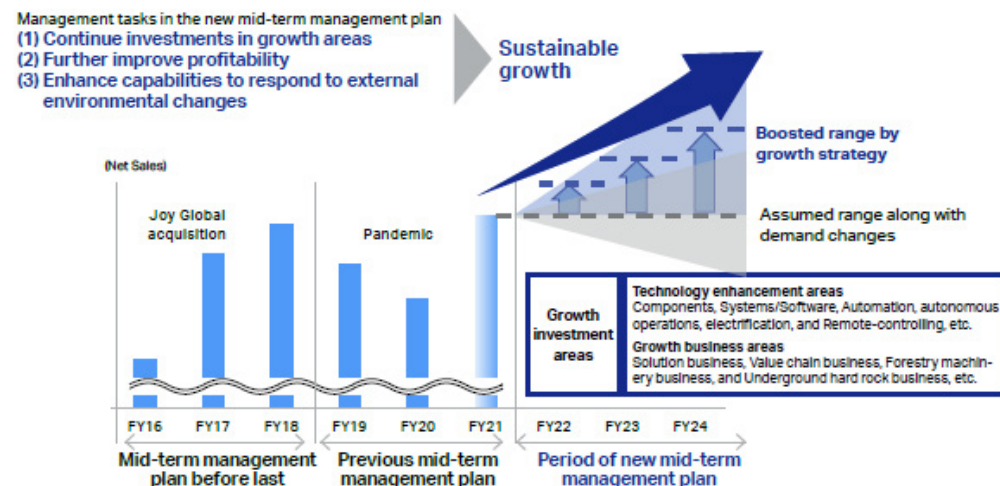 Management tasks in the new mid-term management plan
(1) Continue investments in growth areas
(2) Further improve profitability
(3) Enhance capabilities to respond to external
environmental changes
Sustainable
growth
Boosted range by
growth strategy
(Net Sales)
Joy Global
acquisition
Pandemic
Assumed range along with
demand changes
Growth
investment
areas
Technology enhancement areas
Components, Systems/Software, Automation, autonomous
operations, electrification, and Remote-controlling, etc.
Growth business areas
Solution business, Value chain business, Forestry machin-
ery business, and Underground hard rock business, etc.
FY16 FY17 FY18 FY19 FY20 FY21 FY22 FY23 FY24
Mid-term management
plan before last
Previous mid-term
management plan
Period of new mid-term
management plan